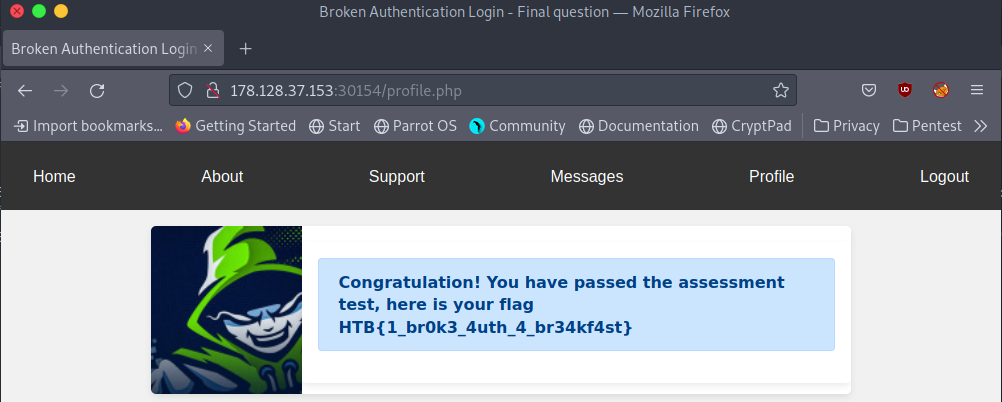 Broken Authentication Login - Final question — Mozilla Firefox
Broken Authentication Login
178.128.37.153:30154/profile.php
Import bookmarks... Getting Started Start Parrot OS Community Documentation CryptPad Privacy Pentest
Home About Support Messages Profile Logout
Congratulation! You have passed the assessment
test, here is your flag
HTB{1_br0k3_4uth_4_br34kf4st}